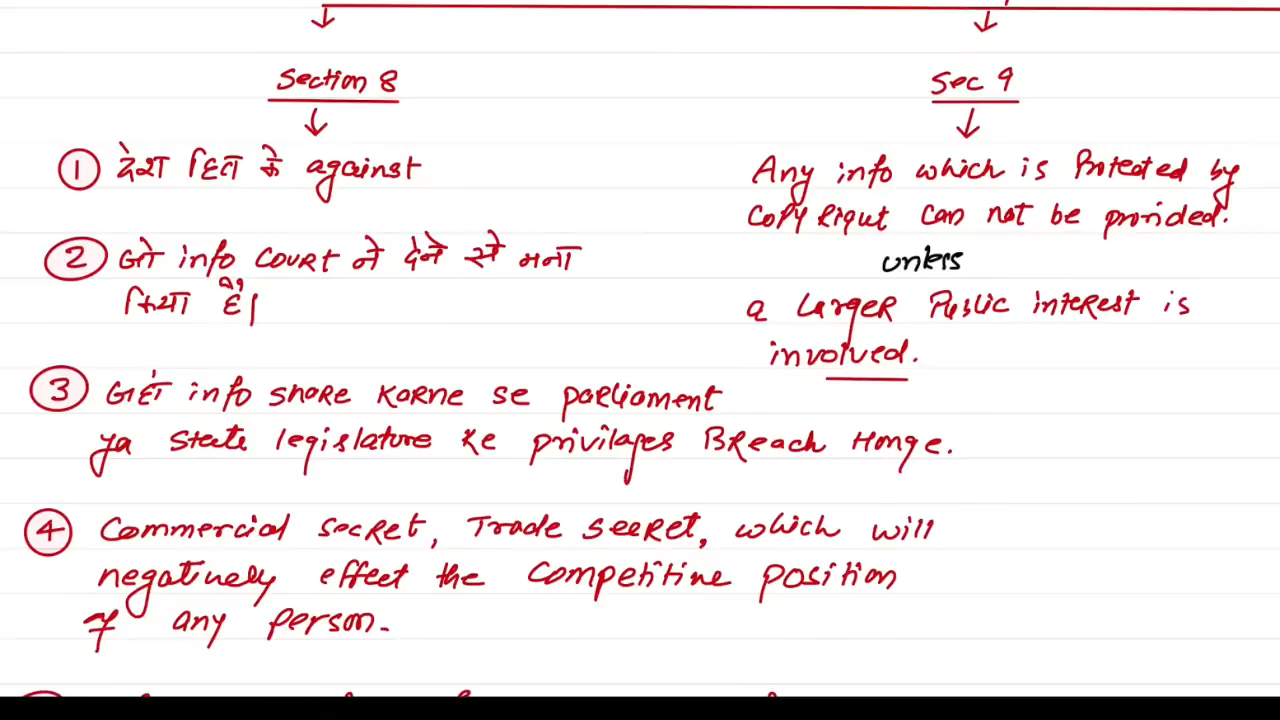 Section 8
① देश हित के against
② जो info Court ने देने से मना
किया हो।
③ जहां info share karne se parliament
ya state legislature ke privilages Breach Honge.
④ Commercial secret, Trade secret, which will
negatively effect the competitive position
of any person.
Sec 9
Any info which is Protected by
Copy Right can not be provided.
unless
a Larger Public interest is
involved.